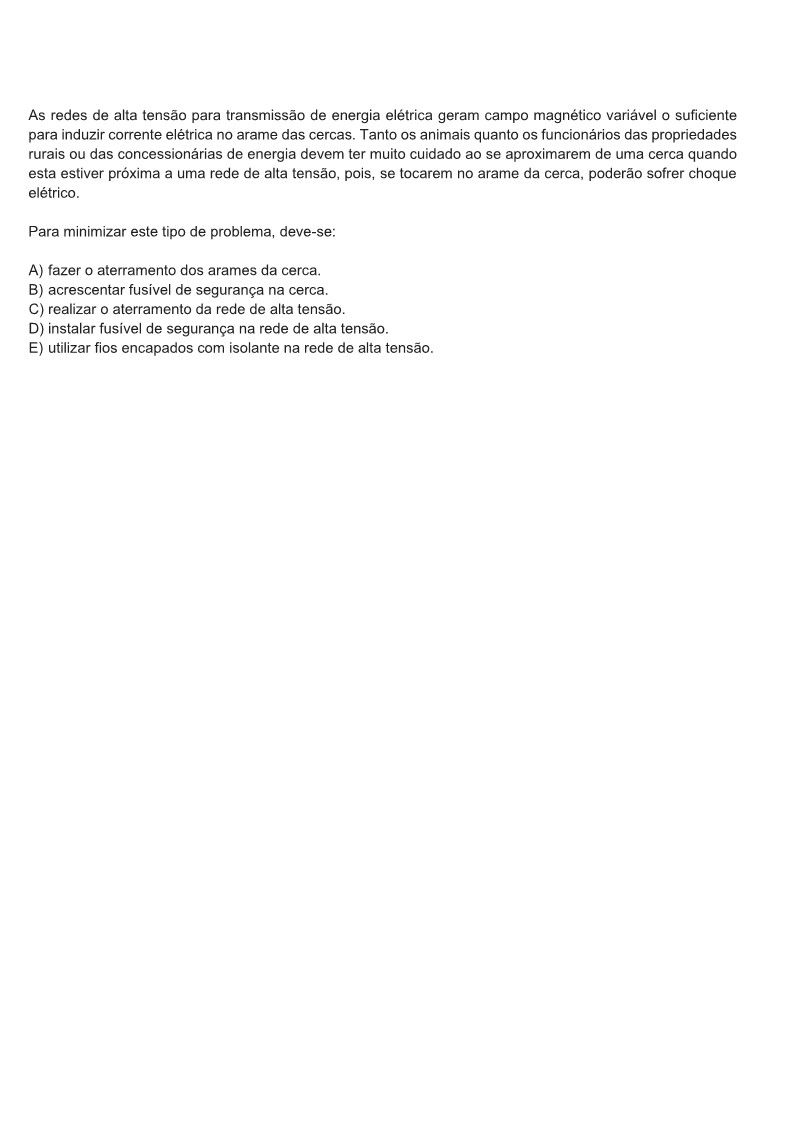 As redes de alta tensão para transmissão de energia elétrica geram campo magnético variável o suficiente
para induzir corrente elétrica no arame das cercas. Tanto os animais quanto os funcionários das propriedades
rurais ou das concessionárias de energia devem ter muito cuidado ao se aproximarem de uma cerca quando
esta estiver próxima a uma rede de alta tensão, pois, se tocarem no arame da cerca, poderão sofrer choque
elétrico.
Para minimizar este tipo de problema, deve-se:
A) fazer o aterramento dos arames da cerca.
B) acrescentar fusível de segurança na cerca.
C) realizar o aterramento da rede de alta tensão.
D) instalar fusível de segurança na rede de alta tensão.
E) utilizar fios encapados com isolante na rede de alta tensão.